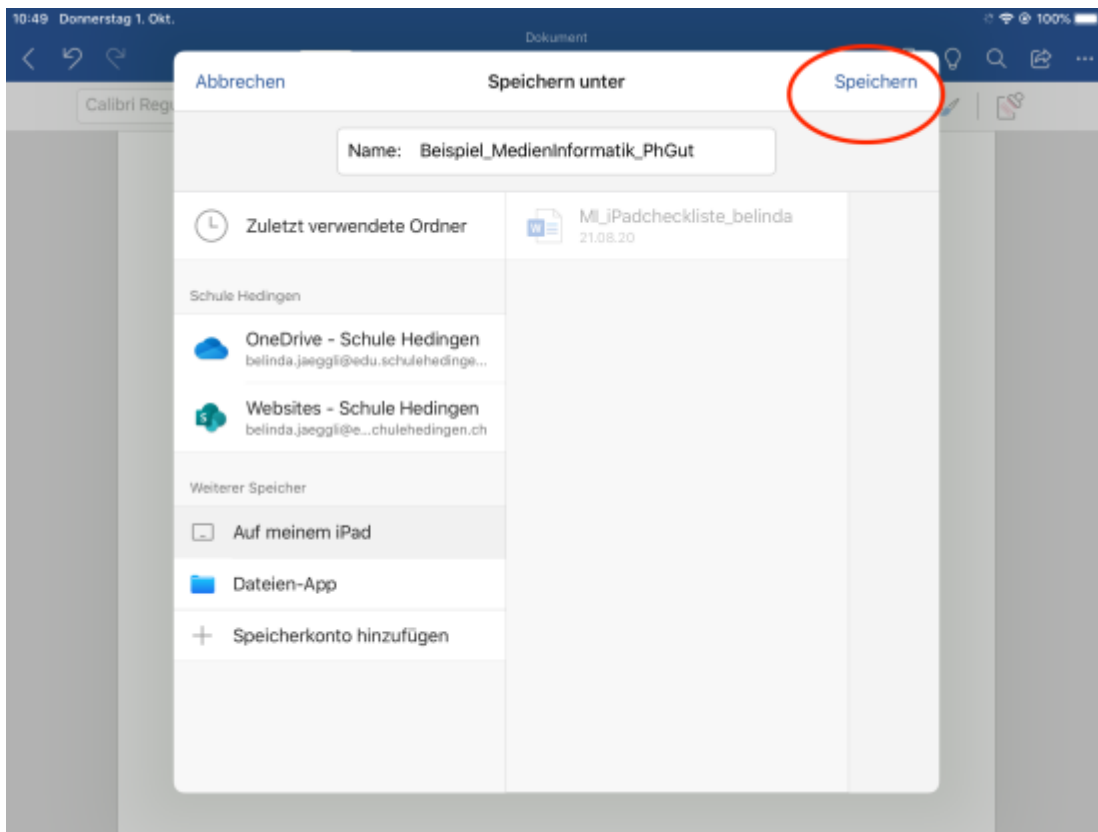 10:49 Donnerstag 1. Okt.
100%
Dokument
Abbrechen
Speichern unter
Speichern
Calibri Regu
Name: Beispiel_MedienInformatik_PhGut
Zuletzt verwendete Ordner
MI_iPadcheckliste_belinda
21.08.20
Schule Hedingen
OneDrive - Schule Hedingen
belinda.jaeggli@edu.schulehedinge...
Websites - Schule Hedingen
belinda.jaeggli@e...chulehedingen.ch
Weiterer Speicher
Auf meinem iPad
Dateien-App
Speicherkonto hinzufügen